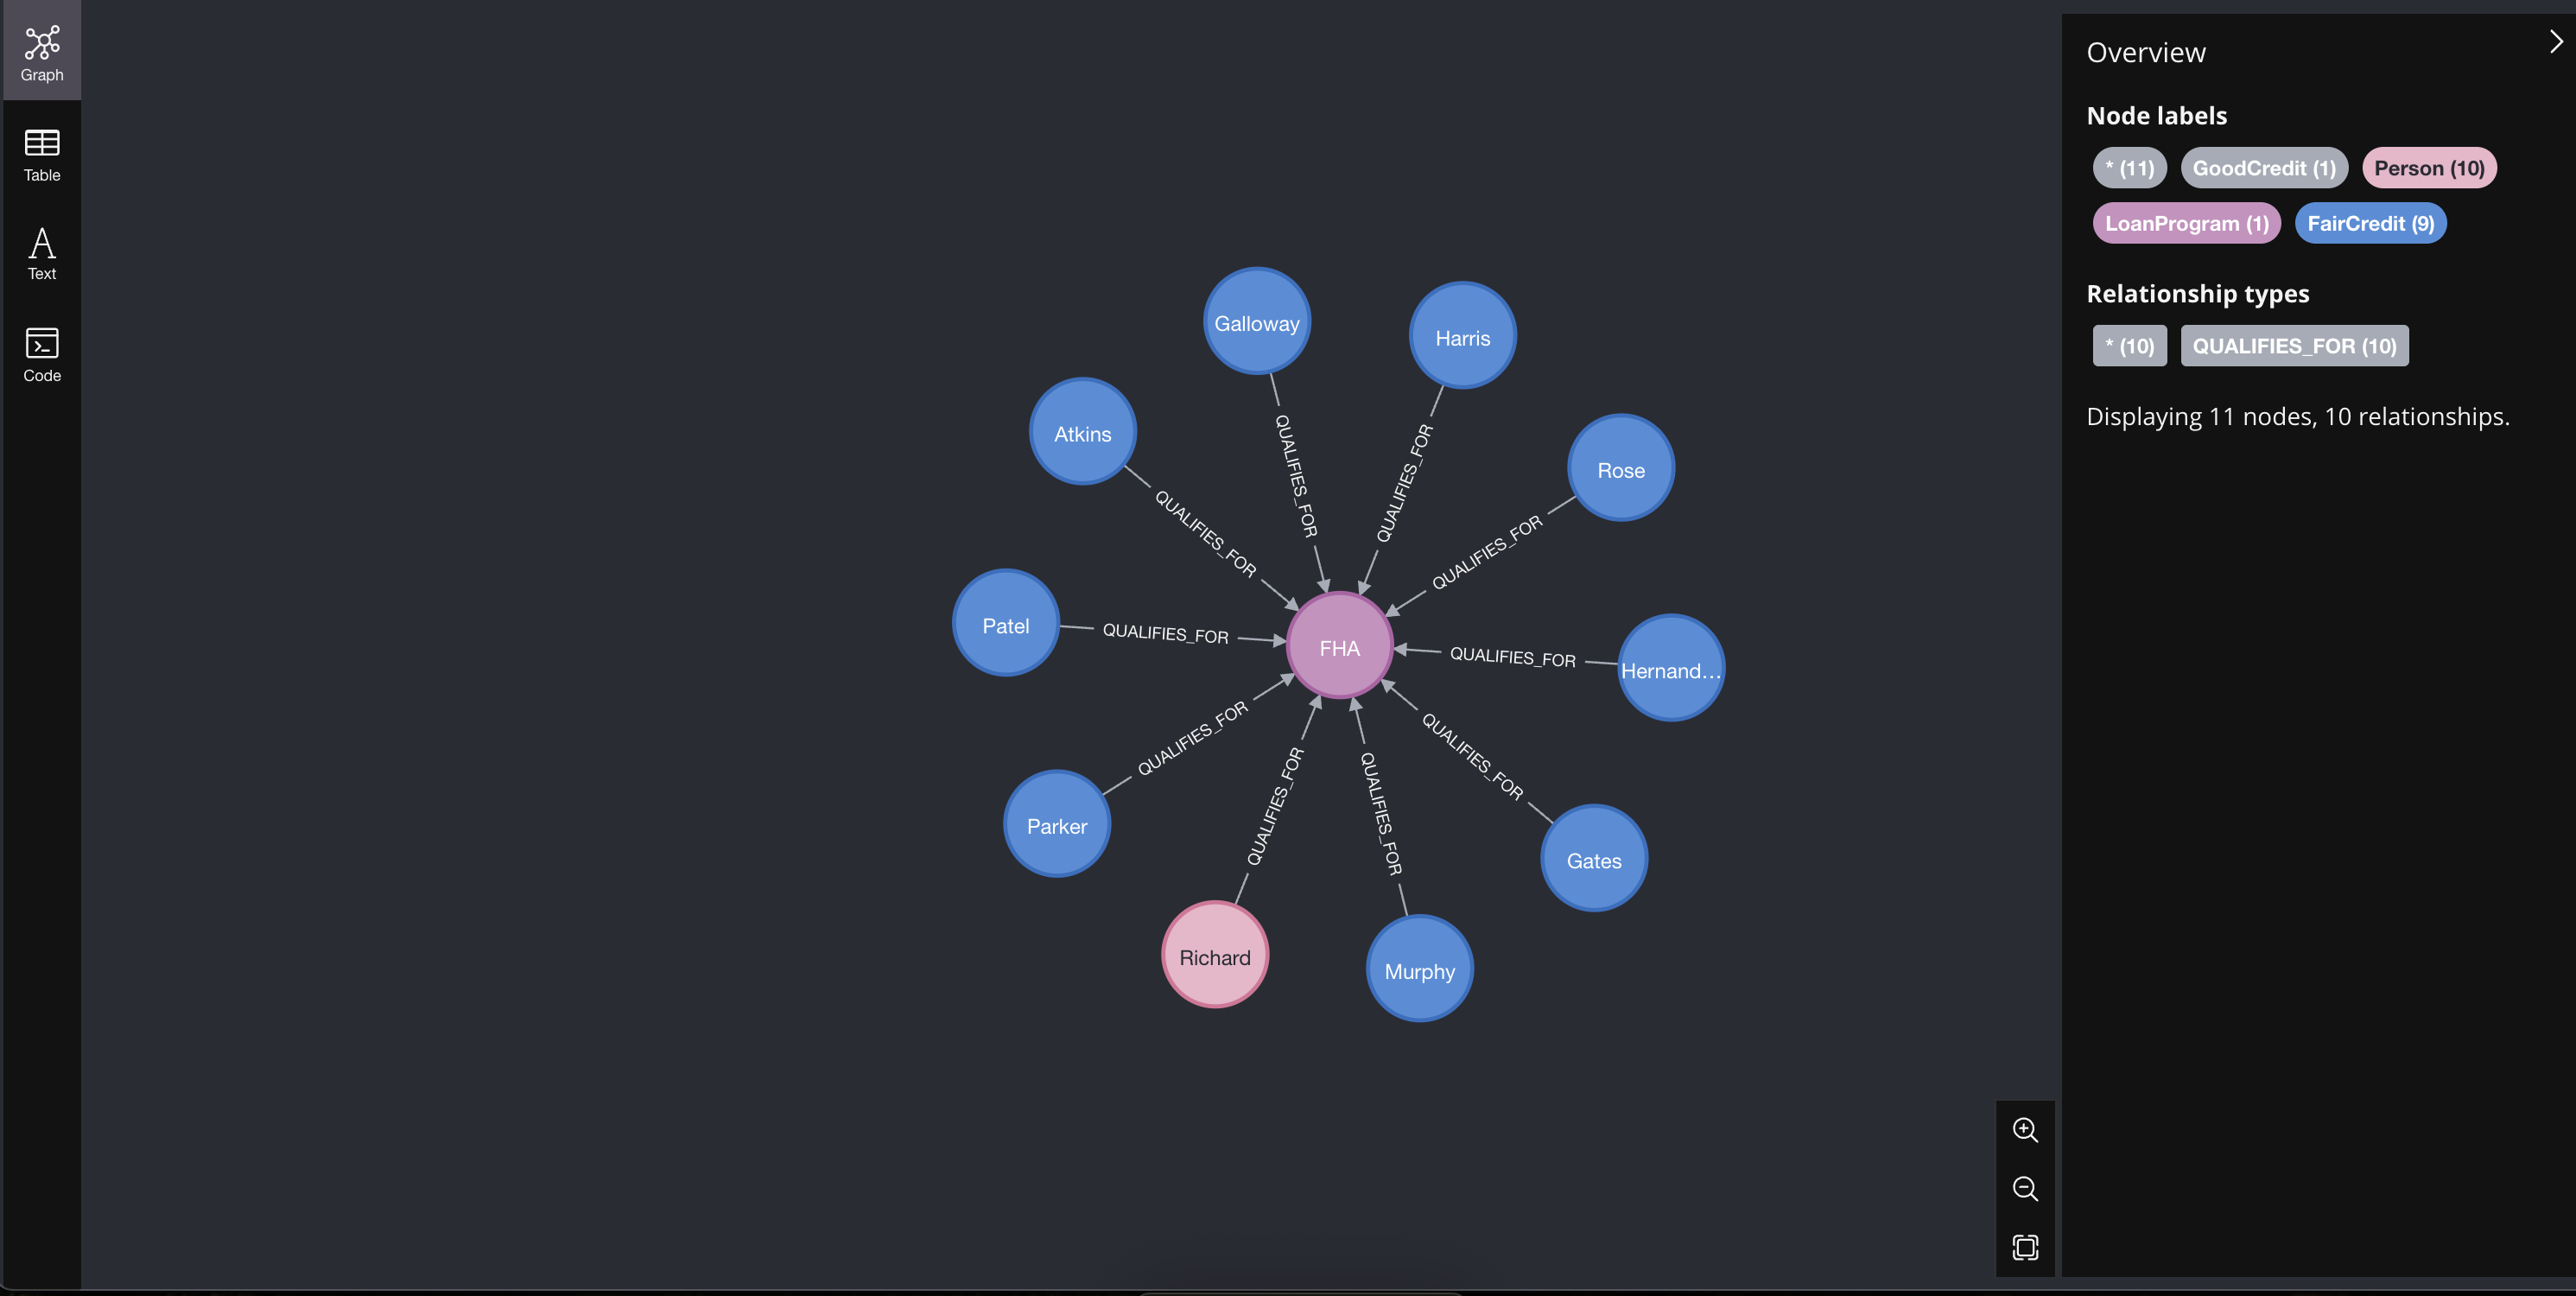 Graph
Table
Text
Code
Galloway
Harris
Atkins
Rose
Patel
FHA
Hernand...
Parker
Gates
Richard
Murphy
QUALIFIES_FOR
QUALIFIES_FOR
QUALIFIES_FOR
QUALIFIES_FOR
QUALIFIES_FOR
QUALIFIES_FOR
QUALIFIES_FOR
QUALIFIES_FOR
QUALIFIES_FOR
QUALIFIES_FOR
Overview
Node labels
* (11) GoodCredit (1) Person (10)
LoanProgram (1) FairCredit (9)
Relationship types
* (10) QUALIFIES_FOR (10)
Displaying 11 nodes, 10 relationships.